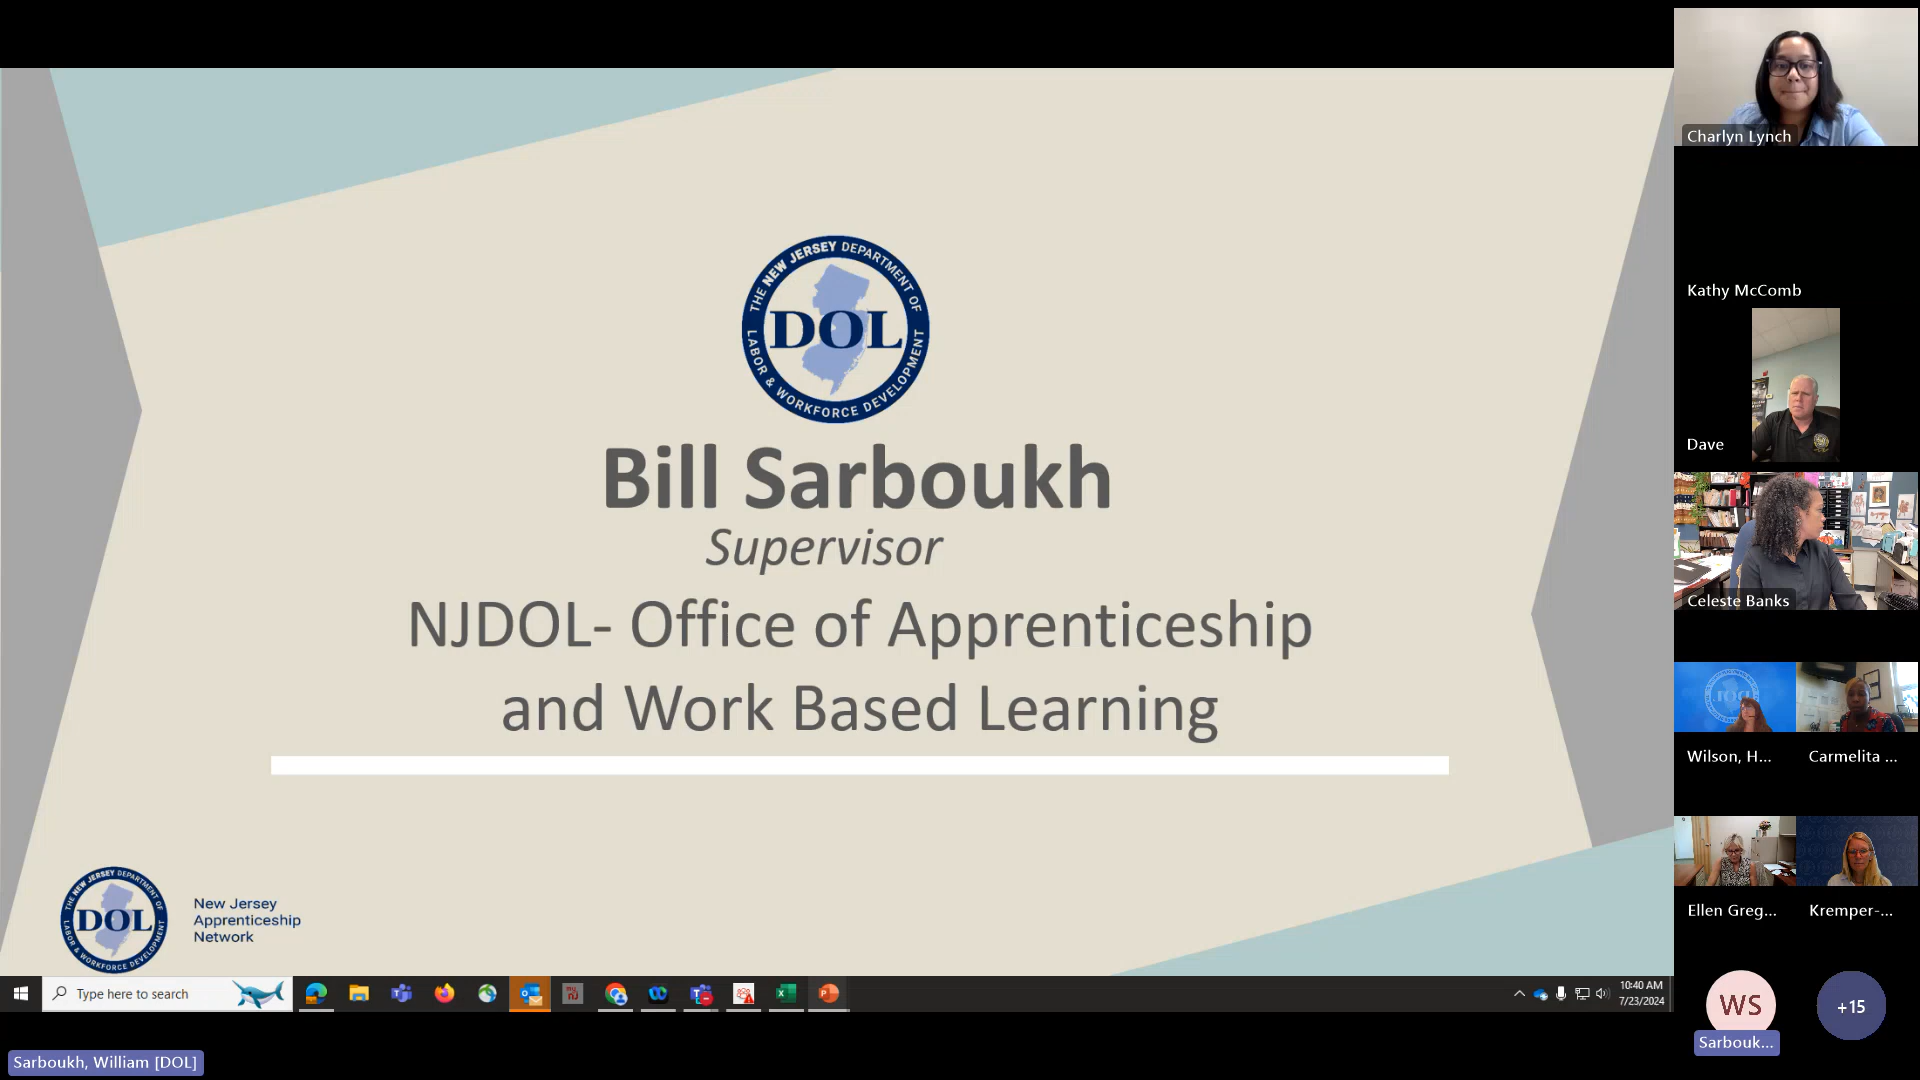 THE NEW JERSEY DEPARTMENT OF
LABOR & WORKFORCE DEVELOPMENT
DOL
Bill Sarboukh
Supervisor
NJDOL- Office of Apprenticeship
and Work Based Learning
THE NEW JERSEY DEPARTMENT OF
LABOR & WORKFORCE DEVELOPMENT
DOL
New Jersey
Apprenticeship
Network
Type here to search
10:40 AM
7/23/2024
Sarboukh, William [DOL]
Charlyn Lynch
Kathy McComb
Dave
Celeste Banks
Wilson, H...
Carmelita ...
Ellen Greg...
Kremper-...
WS
+15
Sarbouk...